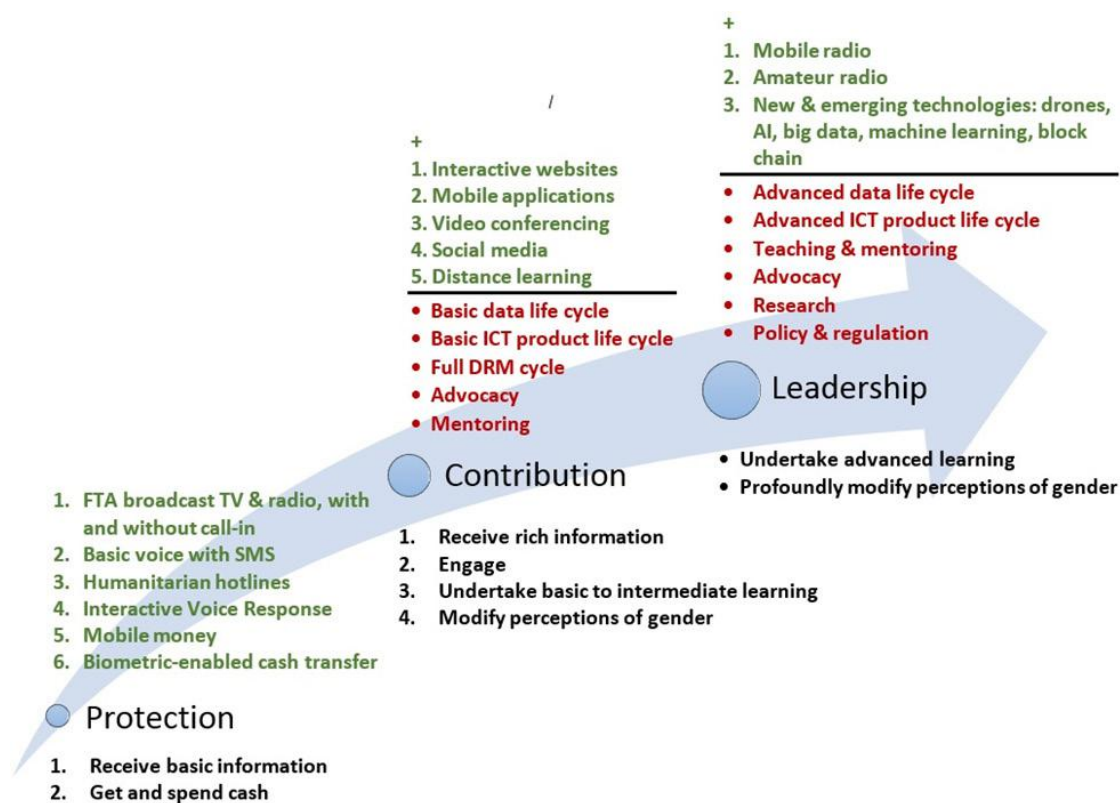 +
1. Mobile radio
2. Amateur radio
3. New & emerging technologies: drones,
AI, big data, machine learning, block
chain
• Advanced data life cycle
• Advanced ICT product life cycle
• Teaching & mentoring
• Advocacy
• Research
• Policy & regulation
Leadership
• Undertake advanced learning
• Profoundly modify perceptions of gender
/
+
1. Interactive websites
2. Mobile applications
3. Video conferencing
4. Social media
5. Distance learning
• Basic data life cycle
• Basic ICT product life cycle
• Full DRM cycle
• Advocacy
• Mentoring
Contribution
1. Receive rich information
2. Engage
3. Undertake basic to intermediate learning
4. Modify perceptions of gender
1. FTA broadcast TV & radio, with
and without call-in
2. Basic voice with SMS
3. Humanitarian hotlines
4. Interactive Voice Response
5. Mobile money
6. Biometric-enabled cash transfer
Protection
1. Receive basic information
2. Get and spend cash